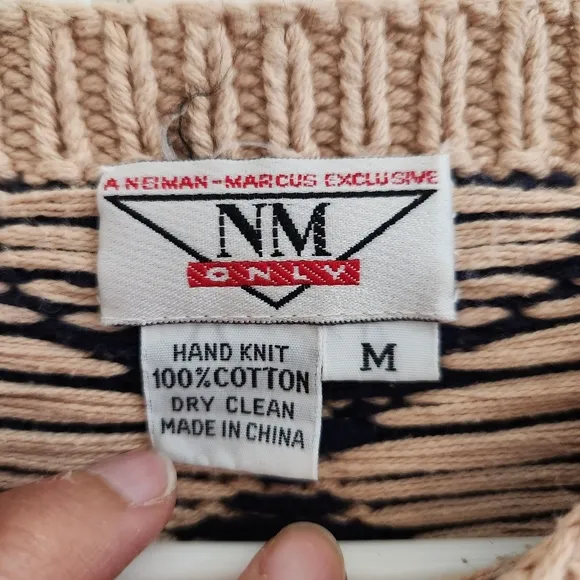 A NEIMAN-MARCUS EXCLUSIVE
NM
ONLY
HAND KNIT
100%COTTON
DRY CLEAN
MADE IN CHINA
M